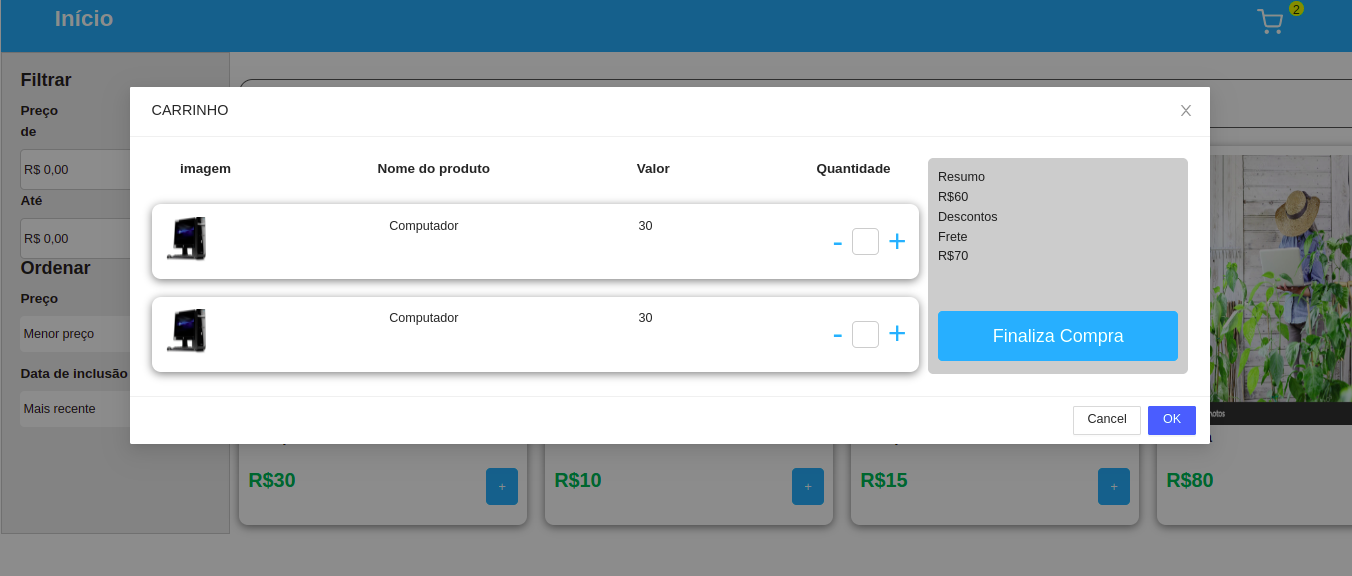 Início
2
Filtrar
Preço
de
R$ 0,00
Até
R$ 0,00
Ordenar
Preço
Menor preço
Data de inclusão
Mais recente
CARRINHO
imagem Nome do produto Valor Quantidade
Computador 30 - +
Computador 30 - +
Resumo
R$60
Descontos
Frete
R$70
Finaliza Compra
Cancel OK
R$30 + R$10 + R$15 + R$80